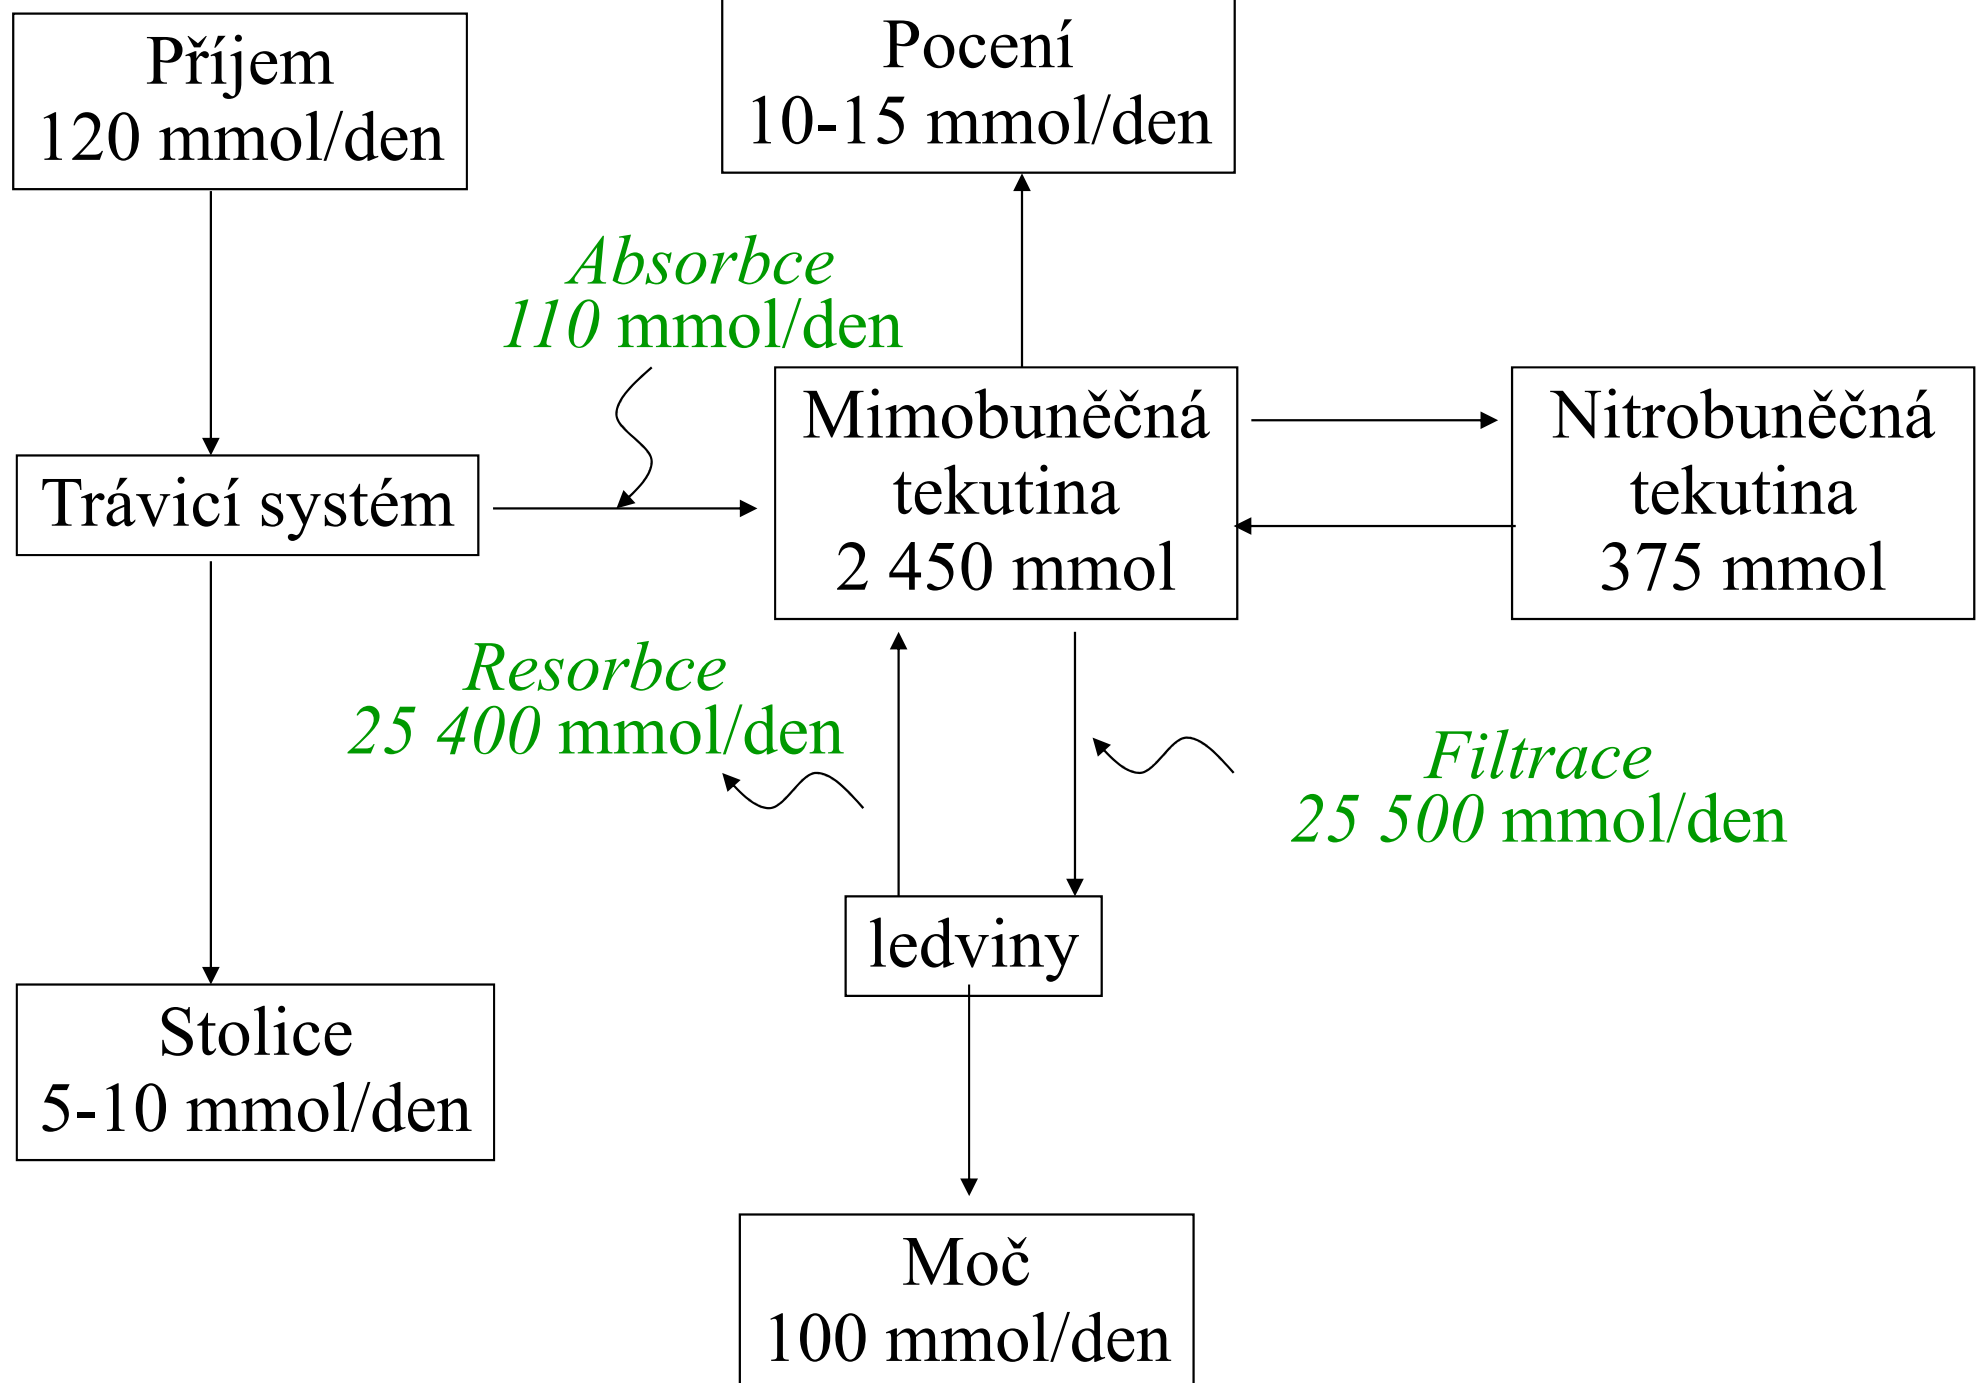 Příjem
120 mmol/den
Pocení
10-15 mmol/den
Absorbce
110 mmol/den
Mimobuněčná
tekutina
2 450 mmol
Nitrobuněčná
tekutina
375 mmol
Trávicí systém
Resorbce
25 400 mmol/den
Filtrace
25 500 mmol/den
ledviny
Stolice
5-10 mmol/den
Moč
100 mmol/den